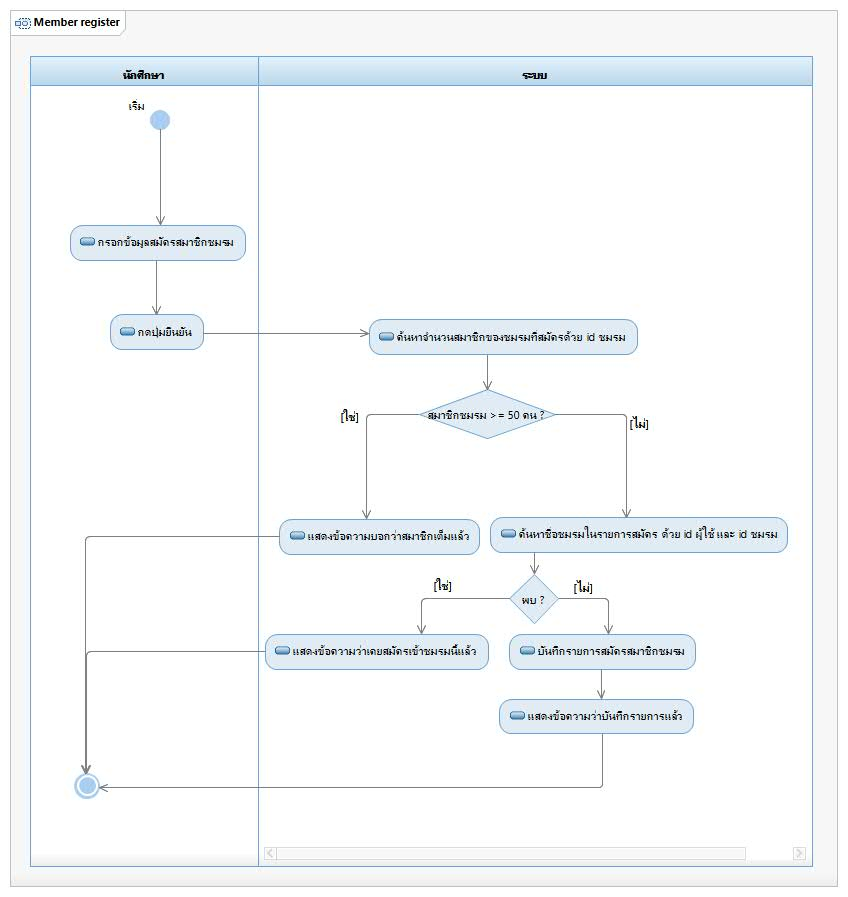 Member register
นักศึกษา
ระบบ
เริ่ม
กรอกข้อมูลสมัครสมาชิกชมรม
กดปุ่มยืนยัน
ค้นหาจำนวนสมาชิกของชมรมที่สมัครด้วย id ชมรม
สมาชิกชมรม >= 50 คน ?
[ใช่]
[ไม่]
แสดงข้อความบอกว่าสมาชิกเต็มแล้ว
ค้นหาชื่อชมรมในรายการสมัคร ด้วย id ผู้ใช้ และ id ชมรม
[ใช่]
พบ ?
[ไม่]
แสดงข้อความว่าเคยสมัครเข้าชมรมนี้แล้ว
บันทึกรายการสมัครสมาชิกชมรม
แสดงข้อความว่าบันทึกรายการแล้ว